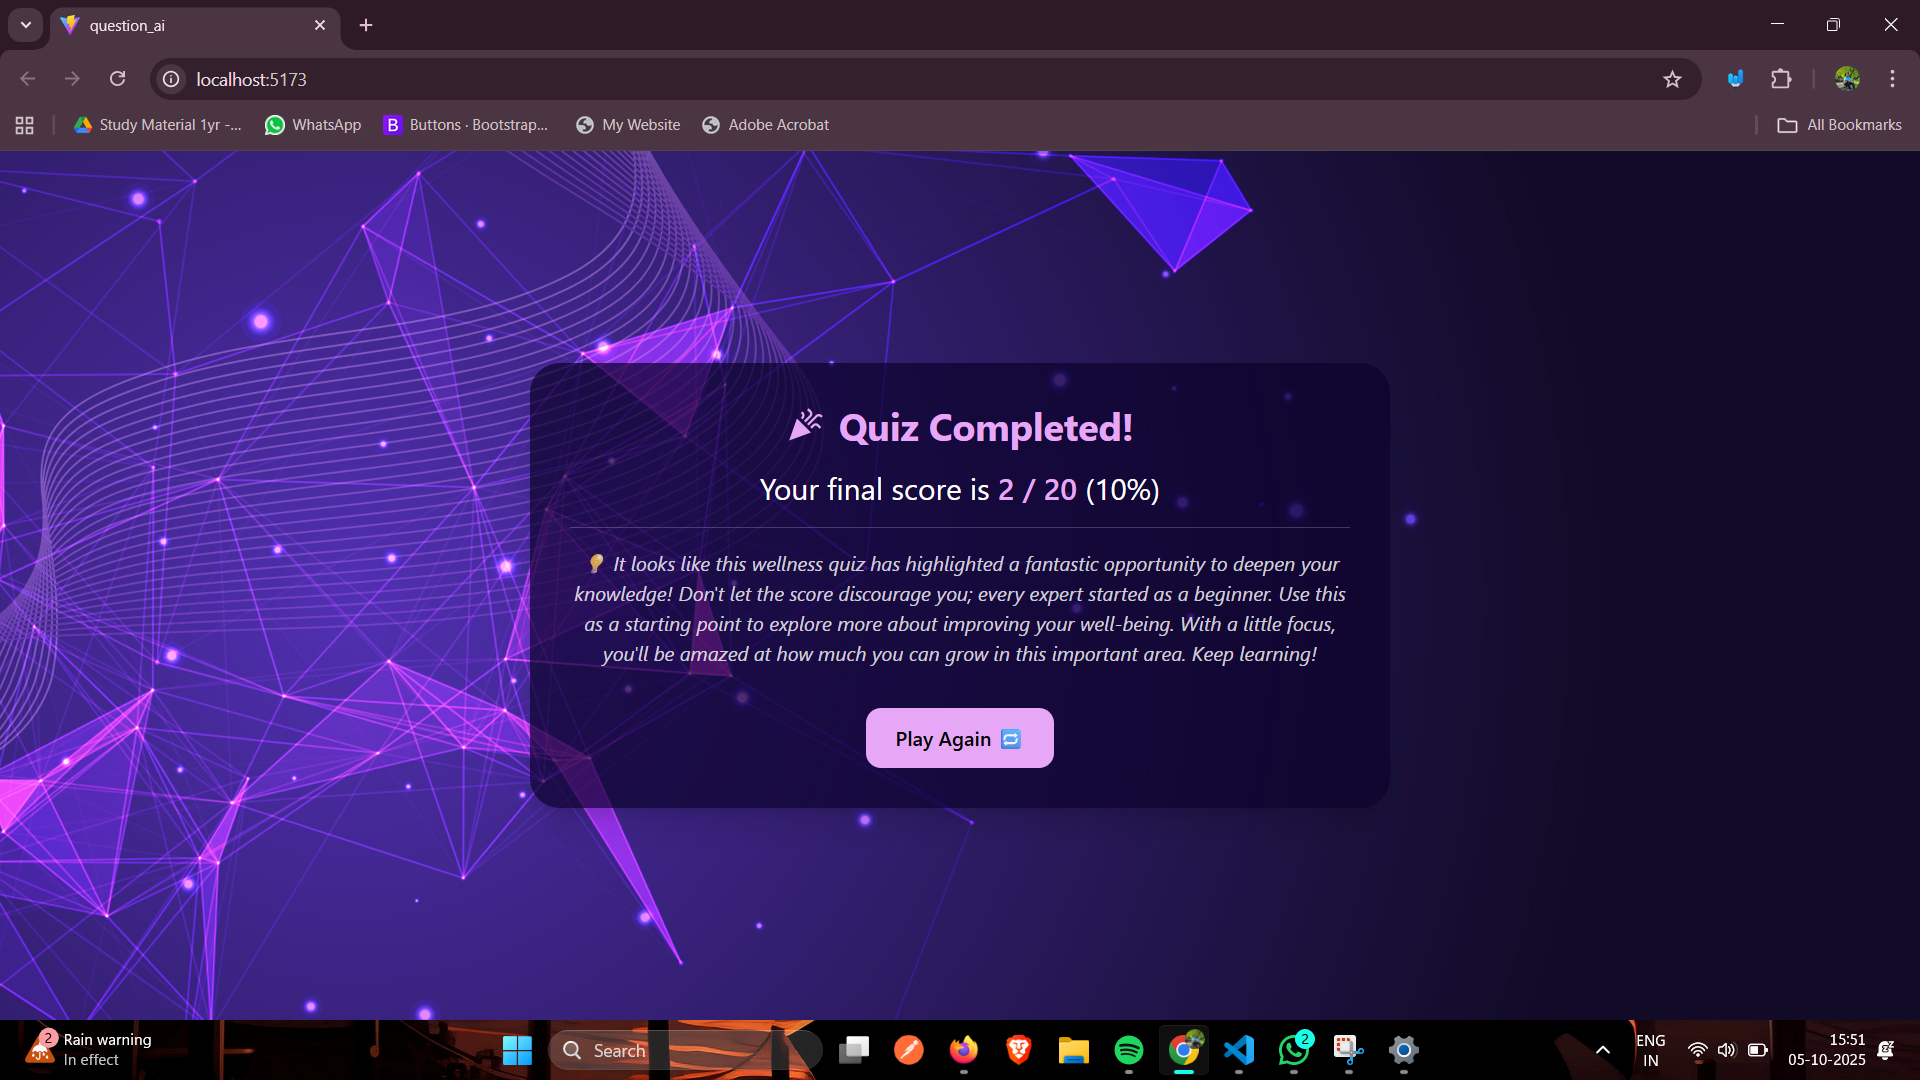 question_ai
localhost:5173
Study Material 1yr -...
WhatsApp
B
Buttons · Bootstrap...
My Website
Adobe Acrobat
All Bookmarks
Quiz Completed!
Your final score is 2 / 20 (10%)
It looks like this wellness quiz has highlighted a fantastic opportunity to deepen your
knowledge! Don't let the score discourage you; every expert started as a beginner. Use this
as a starting point to explore more about improving your well-being. With a little focus,
you'll be amazed at how much you can grow in this important area. Keep learning!
Play Again
2
Rain warning
In effect
Search
2
ENG
IN
15:51
05-10-2025